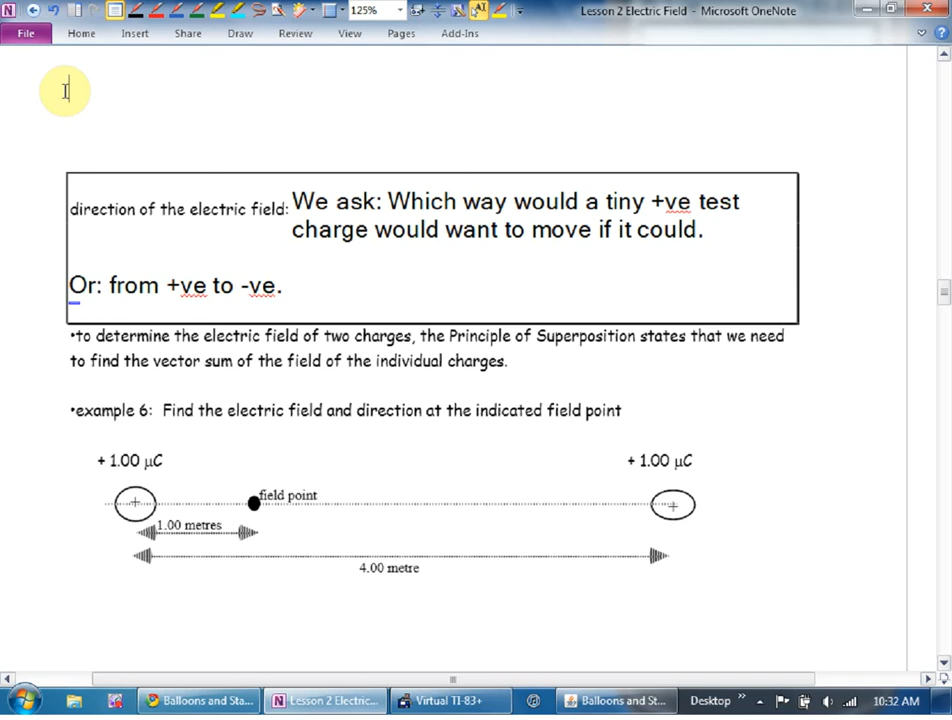 125%
Lesson 2 Electric Field - Microsoft OneNote
File Home Insert Share Draw Review View Pages Add-Ins
direction of the electric field: We ask: Which way would a tiny +ve test
charge would want to move if it could.
Or: from +ve to -ve.
•to determine the electric field of two charges, the Principle of Superposition states that we need
to find the vector sum of the field of the individual charges.
•example 6: Find the electric field and direction at the indicated field point
+ 1.00 μC + 1.00 μC
field point
1.00 metres
4.00 metre
Balloons and Sta... Lesson 2 Electric... Virtual TI-83+ Balloons and St... Desktop 10:32 AM